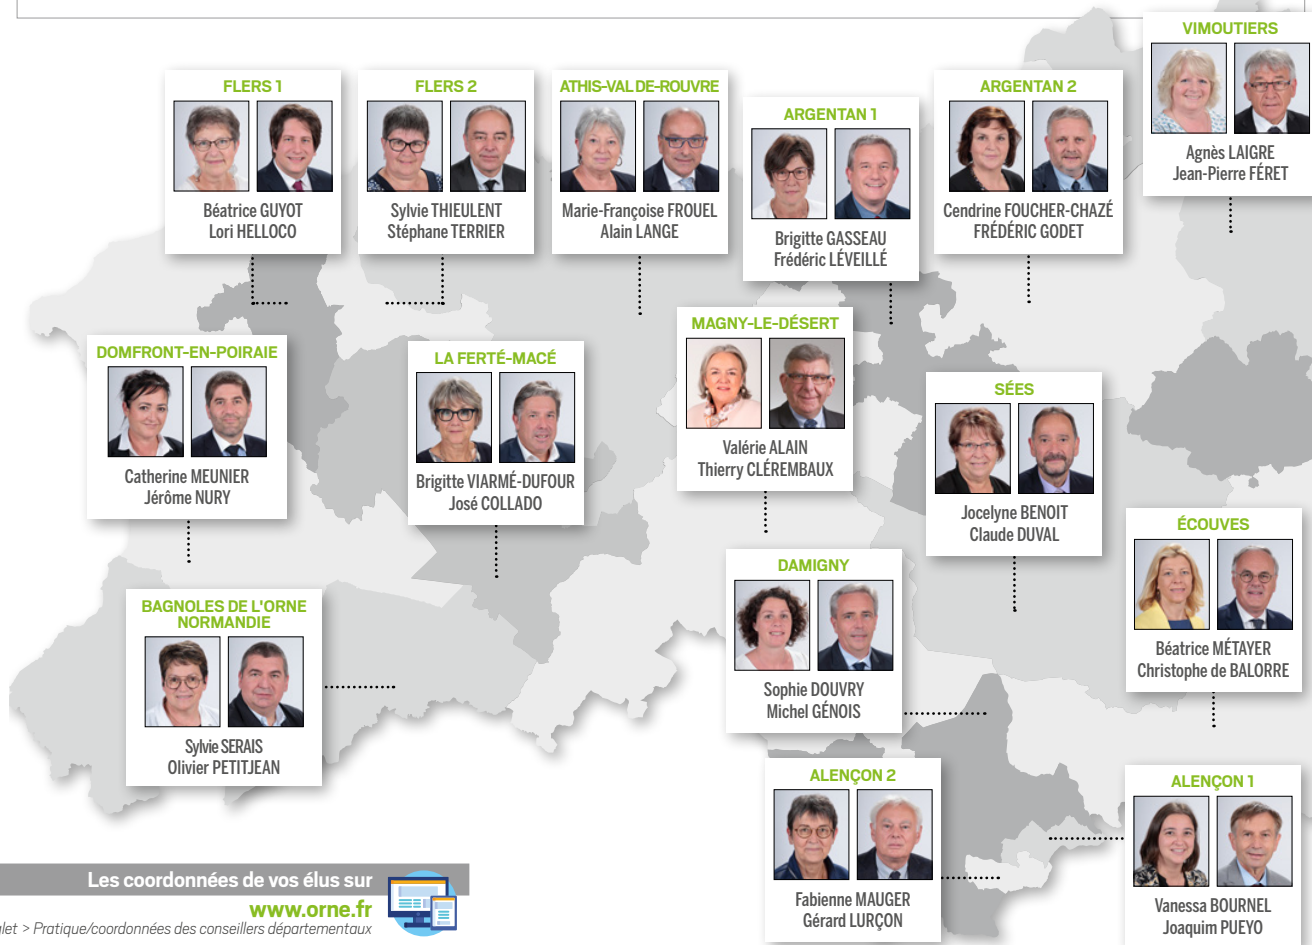 VIMOUTIERS
Agnès LAIGRE
Jean-Pierre FÉRET
FLERS 1
Béatrice GUYOT
Lori HELLOCO
FLERS 2
Sylvie THIEULENT
Stéphane TERRIER
ATHIS-VAL DE-ROUVRE
Marie-Françoise FROUEL
Alain LANGE
ARGENTAN 1
Brigitte GASSEAU
Frédéric LÉVEILLÉ
ARGENTAN 2
Cendrine FOUCHER-CHAZÉ
FRÉDÉRIC GODET
DOMFRONT-EN-POIRAIE
Catherine MEUNIER
Jérôme NURY
LA FERTÉ-MACÉ
Brigitte VIARMÉ-DUFOUR
José COLLADO
MAGNY-LE-DÉSERT
Valérie ALAIN
Thierry CLÉREMBAUX
SÉES
Jocelyne BENOIT
Claude DUVAL
ÉCOUVES
Béatrice MÉTAYER
Christophe de BALORRE
BAGNOLES DE L'ORNE
NORMANDIE
Sylvie SERAIS
Olivier PETITJEAN
DAMIGNY
Sophie DOUVRY
Michel GÉNOIS
ALENÇON 2
Fabienne MAUGER
Gérard LURÇON
ALENÇON 1
Vanessa BOURNEL
Joaquim PUEYO
Les coordonnées de vos élus sur
www.orne.fr
> Pratique/coordonnées des conseillers départementaux